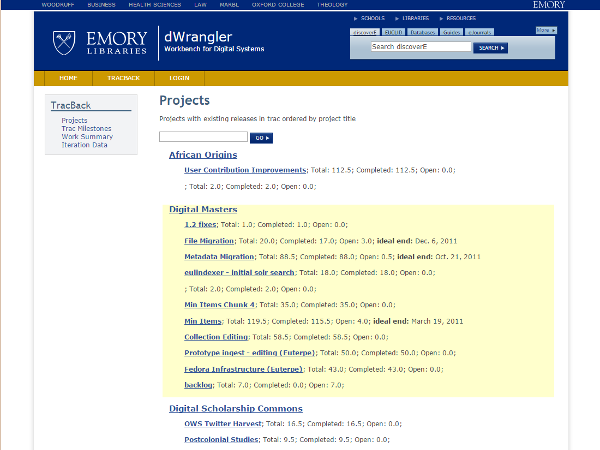 WOODRUFF BUSINESS HEALTH SCIENCES LAW MARBL OXFORD COLLEGE THEOLOGY EMORY
SCHOOLS LIBRARIES RESOURCES
EMORY LIBRARIES
dWrangler
Workbench for Digital Systems
discoverE EUCLID Databases Guides eJournals More
Search discoverE SEARCH
HOME TRACBACK LOGIN
TracBack
Projects
Trac Milestones
Work Summary
Iteration Data
Projects
Projects with existing releases in trac ordered by project title
GO
African Origins
User Contribution Improvements; Total: 112.5; Completed: 112.5; Open: 0.0;
; Total: 2.0; Completed: 2.0; Open: 0.0;
Digital Masters
1.2 fixes; Total: 1.0; Completed: 1.0; Open: 0.0;
File Migration; Total: 20.0; Completed: 17.0; Open: 3.0; ideal end: Dec. 6, 2011
Metadata Migration; Total: 88.5; Completed: 88.0; Open: 0.5; ideal end: Oct. 21, 2011
eulindexer - initial solr search; Total: 18.0; Completed: 18.0; Open: 0.0;
; Total: 2.0; Completed: 2.0; Open: 0.0;
Min Items Chunk 4; Total: 35.0; Completed: 35.0; Open: 0.0;
Min Items; Total: 119.5; Completed: 115.5; Open: 4.0; ideal end: March 19, 2011
Collection Editing; Total: 58.5; Completed: 58.5; Open: 0.0;
Prototype ingest - editing (Euterpe); Total: 50.0; Completed: 50.0; Open: 0.0;
Fedora Infrastructure (Euterpe); Total: 43.0; Completed: 43.0; Open: 0.0;
backlog; Total: 7.0; Completed: 0.0; Open: 7.0;
Digital Scholarship Commons
OWS Twitter Harvest; Total: 16.5; Completed: 16.5; Open: 0.0;
Postcolonial Studies; Total: 9.5; Completed: 9.5; Open: 0.0;